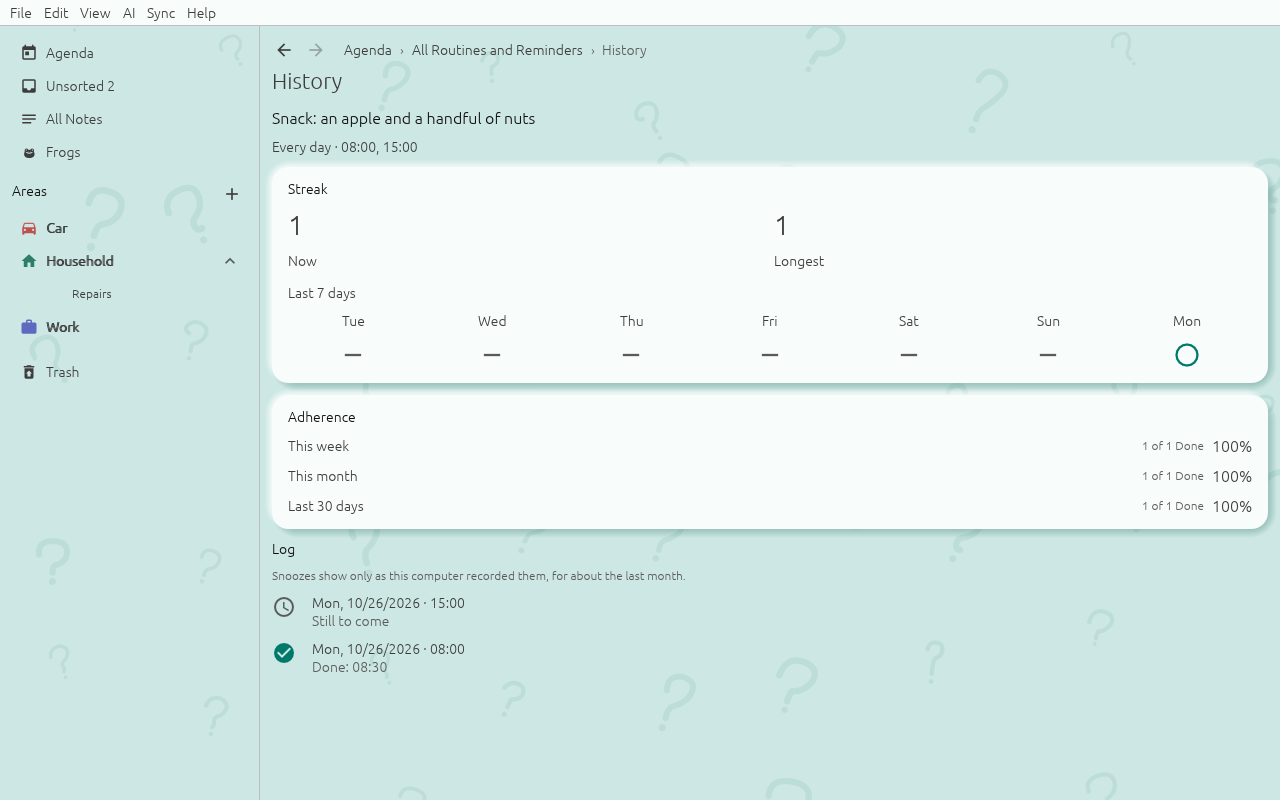 File Edit View AI Sync Help
Agenda
Unsorted 2
All Notes
Frogs
Areas
Car
Household
Repairs
Work
Trash
Agenda › All Routines and Reminders › History
History
Snack: an apple and a handful of nuts
Every day · 08:00, 15:00
Streak
1 1
Now Longest
Last 7 days
Tue Wed Thu Fri Sat Sun Mon
Adherence
This week 1 of 1 Done 100%
This month 1 of 1 Done 100%
Last 30 days 1 of 1 Done 100%
Log
Snoozes show only as this computer recorded them, for about the last month.
Mon, 10/26/2026 · 15:00
Still to come
Mon, 10/26/2026 · 08:00
Done: 08:30